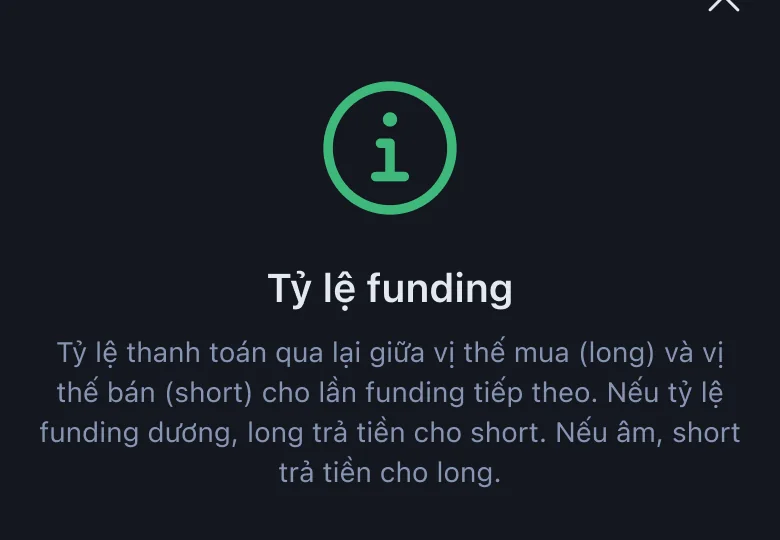 Tỷ lệ funding
Tỷ lệ thanh toán qua lại giữa vị thế mua (long) và vị
thế bán (short) cho lần funding tiếp theo. Nếu tỷ lệ
funding dương, long trả tiền cho short. Nếu âm, short
trả tiền cho long.